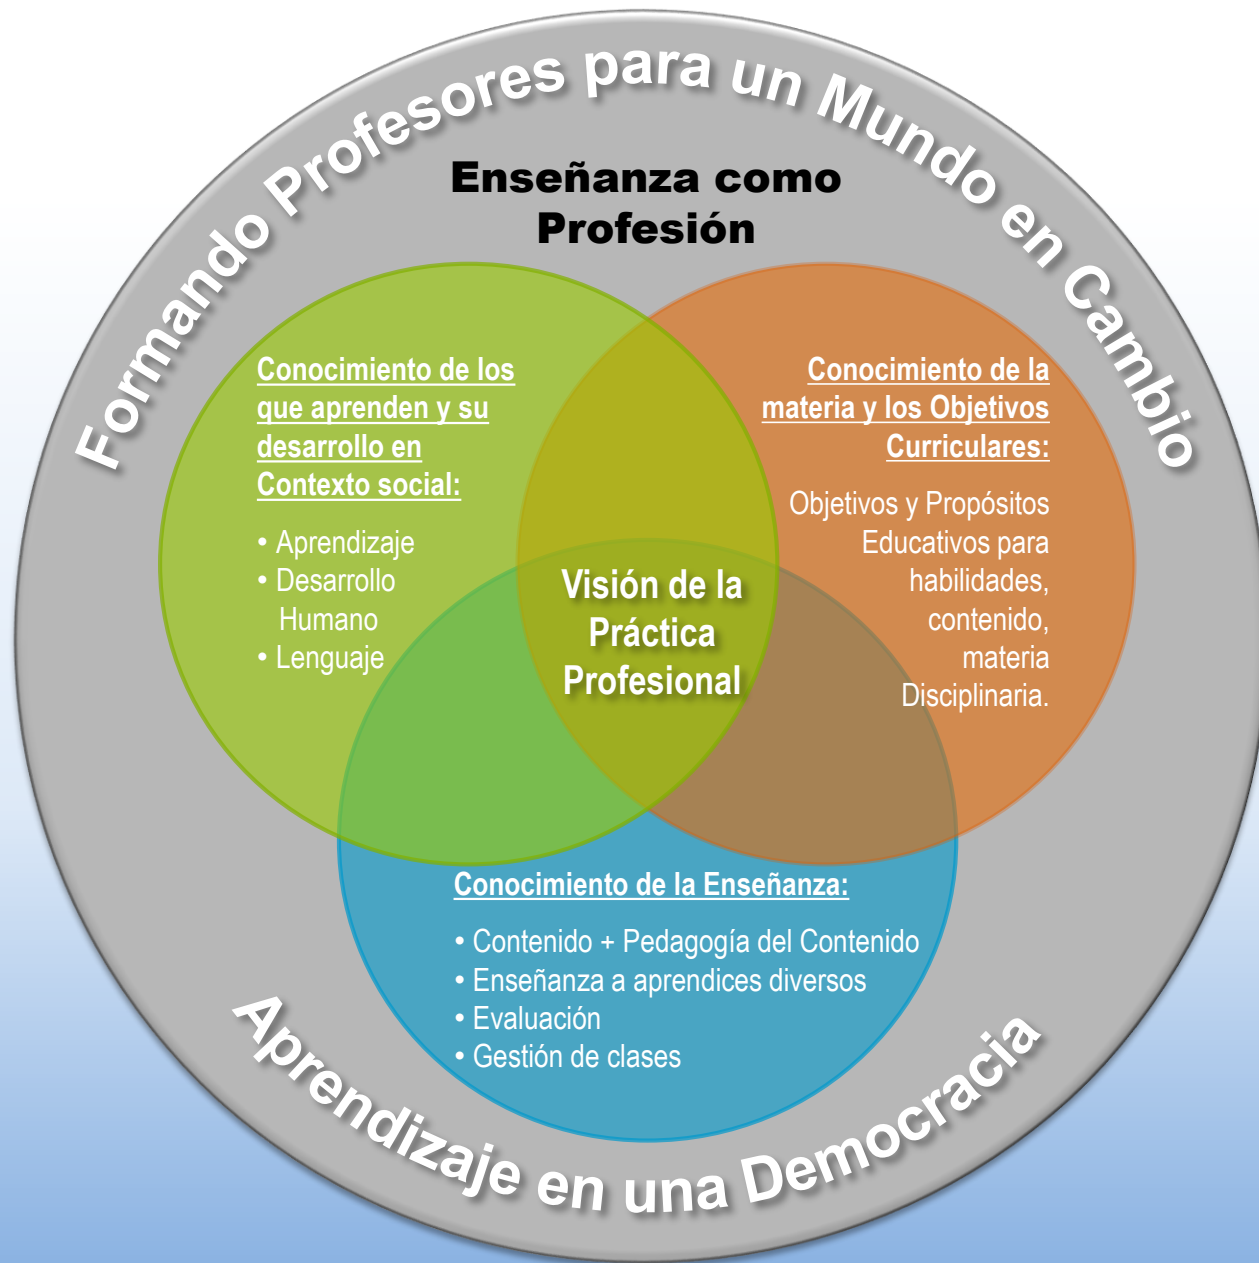 Formando Profesores para un Mundo en Cambio
Enseñanza como
Profesión
Conocimiento de los
que aprenden y su
desarrollo en
Contexto social:
• Aprendizaje
• Desarrollo
Humano
• Lenguaje
Conocimiento de la
materia y los Objetivos
Curriculares:
Objetivos y Propósitos
Educativos para
habilidades,
contenido,
materia
Disciplinaria.
Visión de la
Práctica
Profesional
Conocimiento de la Enseñanza:
• Contenido + Pedagogía del Contenido
• Enseñanza a aprendices diversos
• Evaluación
• Gestión de clases
Aprendizaje en una Democracia